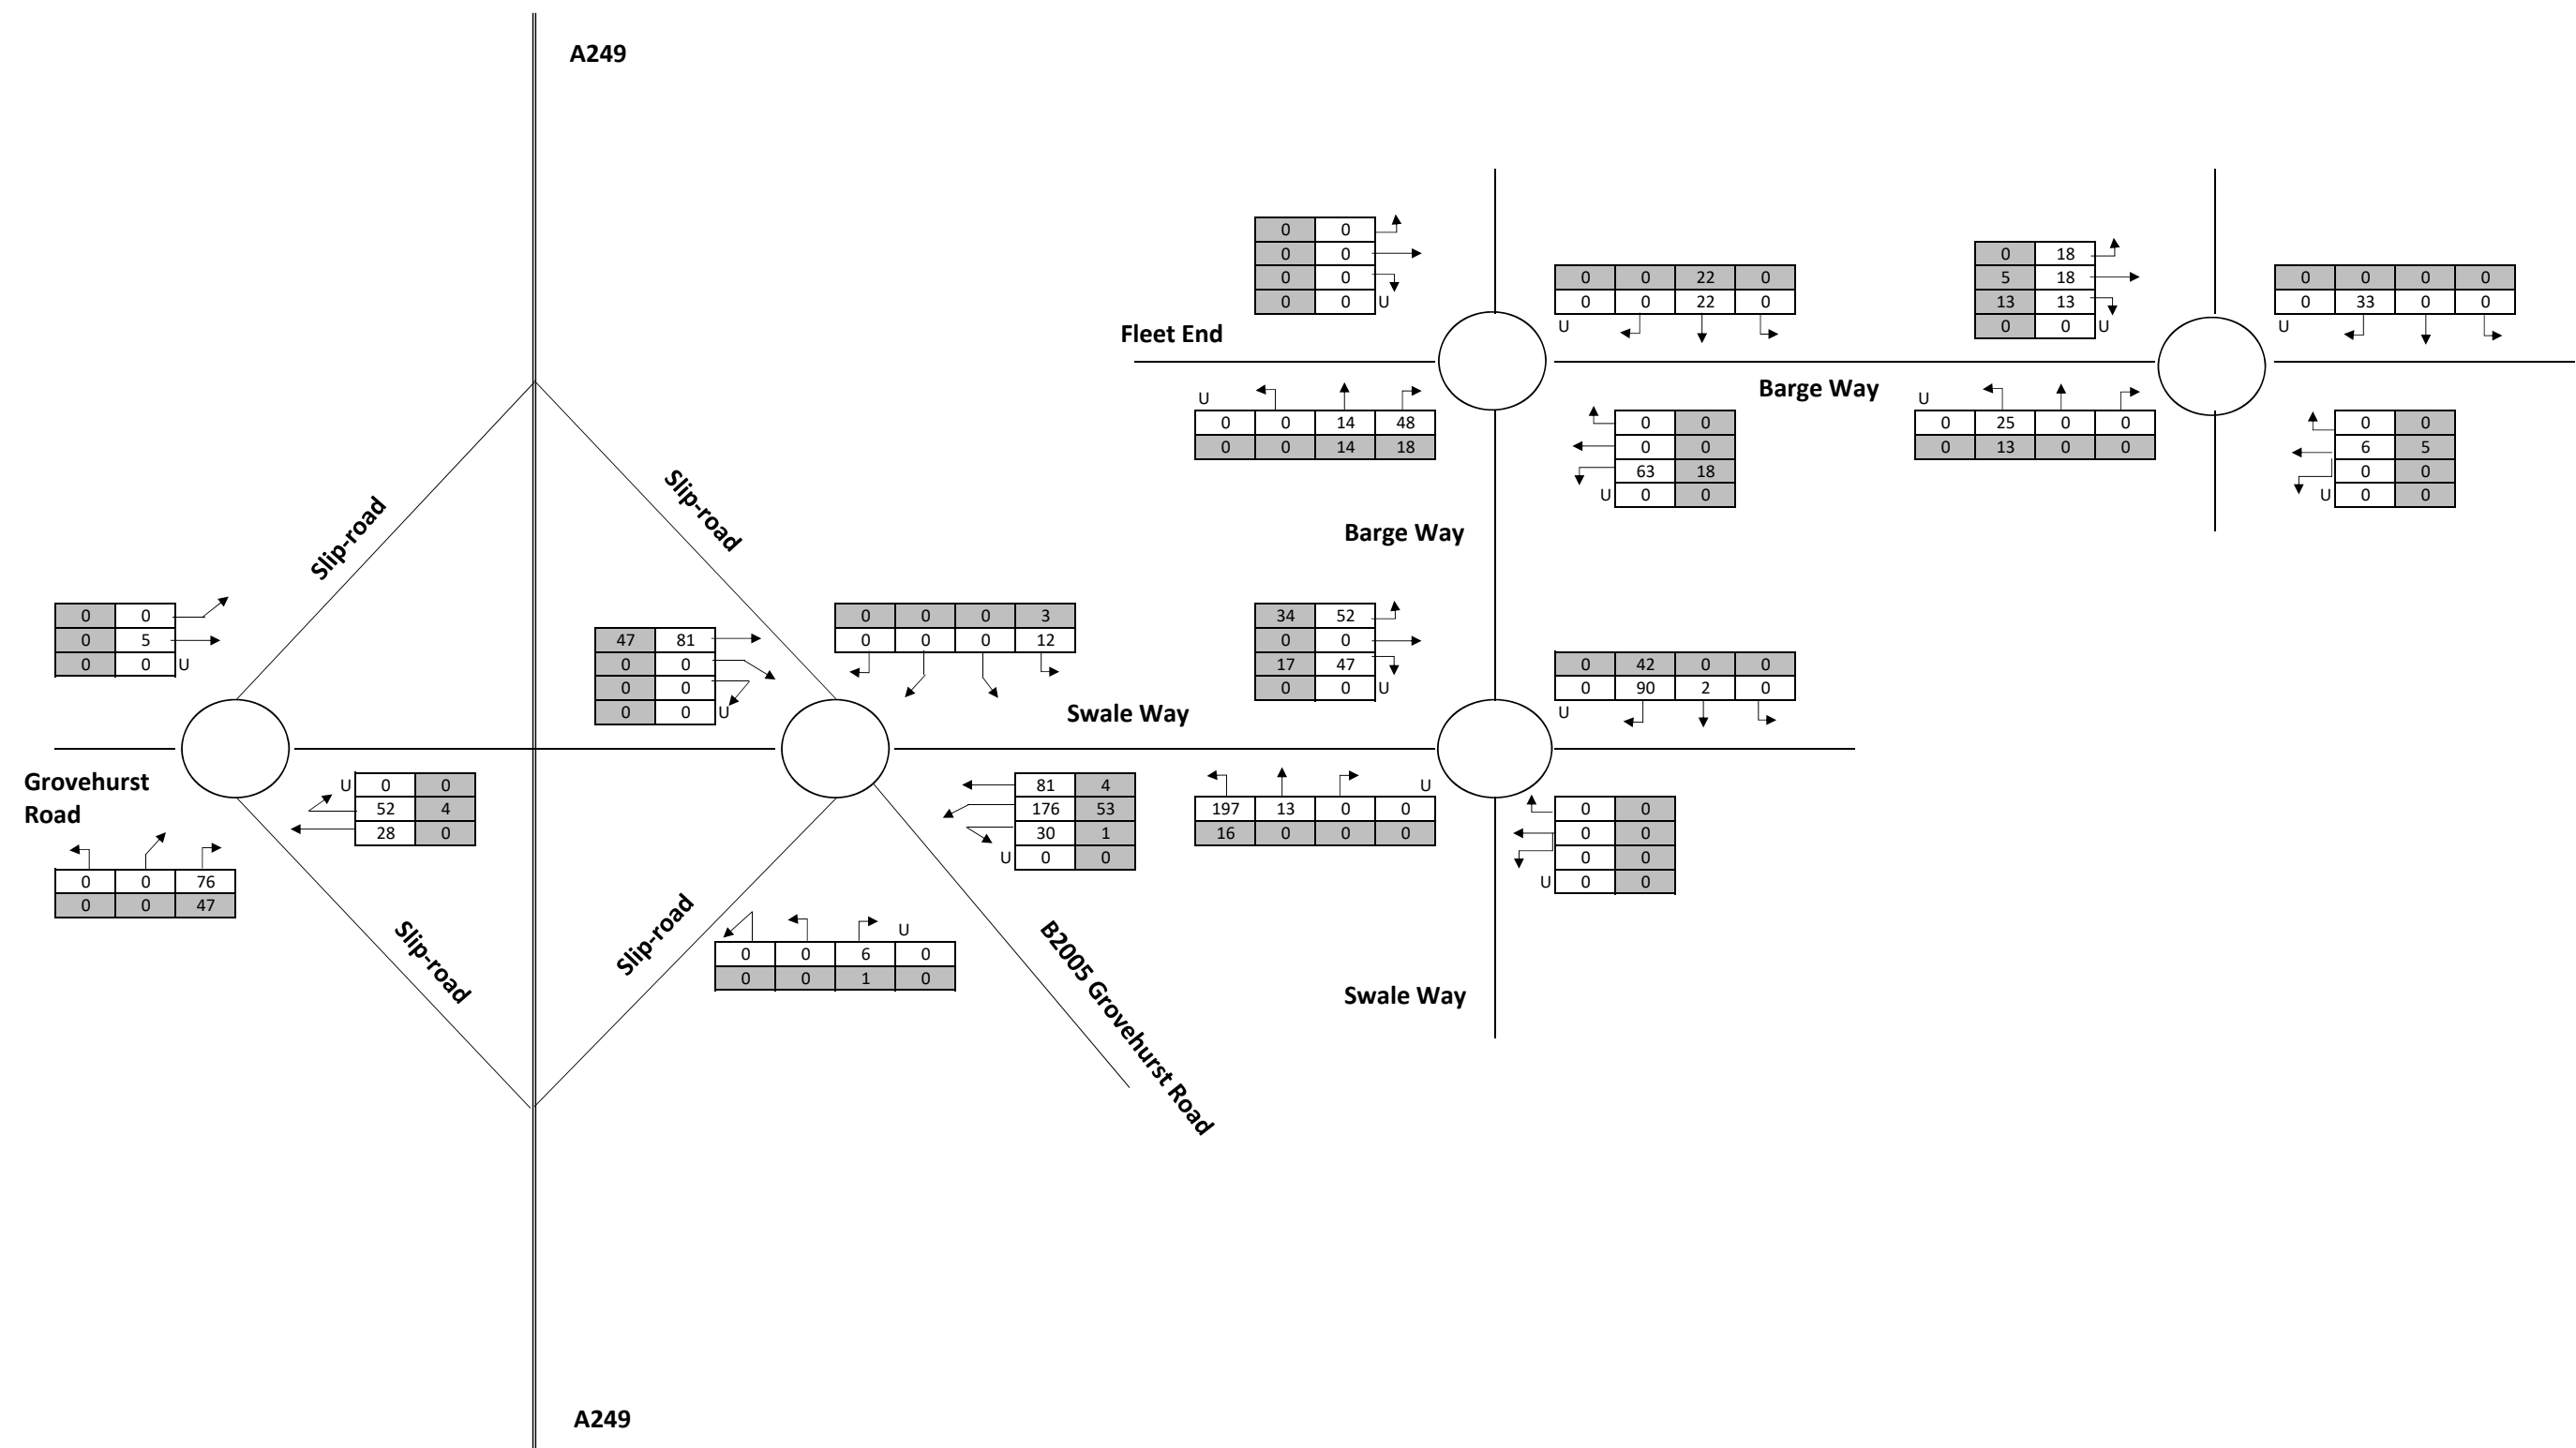 A249
0 0
0 0
0 0
0 0 U
0 0 22 0
0 0 22 0
U
0 18
5 18
13 13
0 0 U
0 0 0 0
0 33 0 0
U
Fleet End
Barge Way
U
0 0 14 48
0 0 14 18
0 0
0 0
63 18
U 0 0
U
0 25 0 0
0 13 0 0
0 0
6 5
0 0
U 0 0
Slip-road
Slip-road
Barge Way
0 0
0 5
0 0 U
47 81
0 0
0 0
0 0 U
0 0 0 3
0 0 0 12
Swale Way
34 52
0 0
17 47
0 0 U
0 42 0 0
0 90 2 0
U
Grovehurst
Road
U 0 0
52 4
28 0
0 0 76
0 0 47
81 4
176 53
30 1
U 0 0
U
197 13 0 0
16 0 0 0
0 0
0 0
0 0
U 0 0
Slip-road
Slip-road
U
0 0 6 0
0 0 1 0
B2005 Grovehurst Road
Swale Way
A249